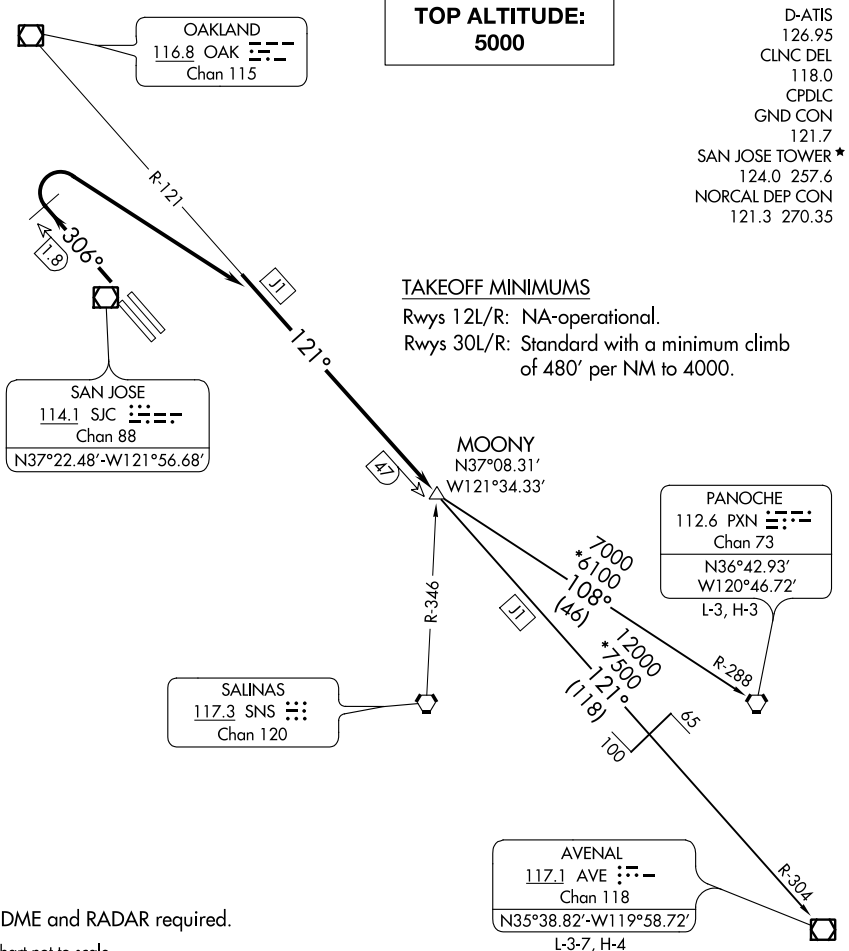 TOP ALTITUDE:
5000
D-ATIS
126.95
CLNC DEL
118.0
CPDLC
GND CON
121.7
SAN JOSE TOWER ★
124.0 257.6
NORCAL DEP CON
121.3 270.35
OAKLAND
116.8 OAK
Chan 115
R-121
1.8
306°
J1
121°
TAKEOFF MINIMUMS
Rwys 12L/R: NA-operational.
Rwys 30L/R: Standard with a minimum climb
of 480' per NM to 4000.
SAN JOSE
114.1 SJC
Chan 88
N37°22.48'-W121°56.68'
47
MOONY
N37°08.31'
W121°34.33'
PANOCHE
112.6 PXN
Chan 73
N36°42.93'
W120°46.72'
L-3, H-3
7000
*6100
108°
(46)
R-288
R-346
J1
12000
*7500
121°
(118)
65
100
SALINAS
117.3 SNS
Chan 120
AVENAL
117.1 AVE
Chan 118
N35°38.82'-W119°58.72'
L-3-7, H-4
R-304
DME and RADAR required.
hart not to scale